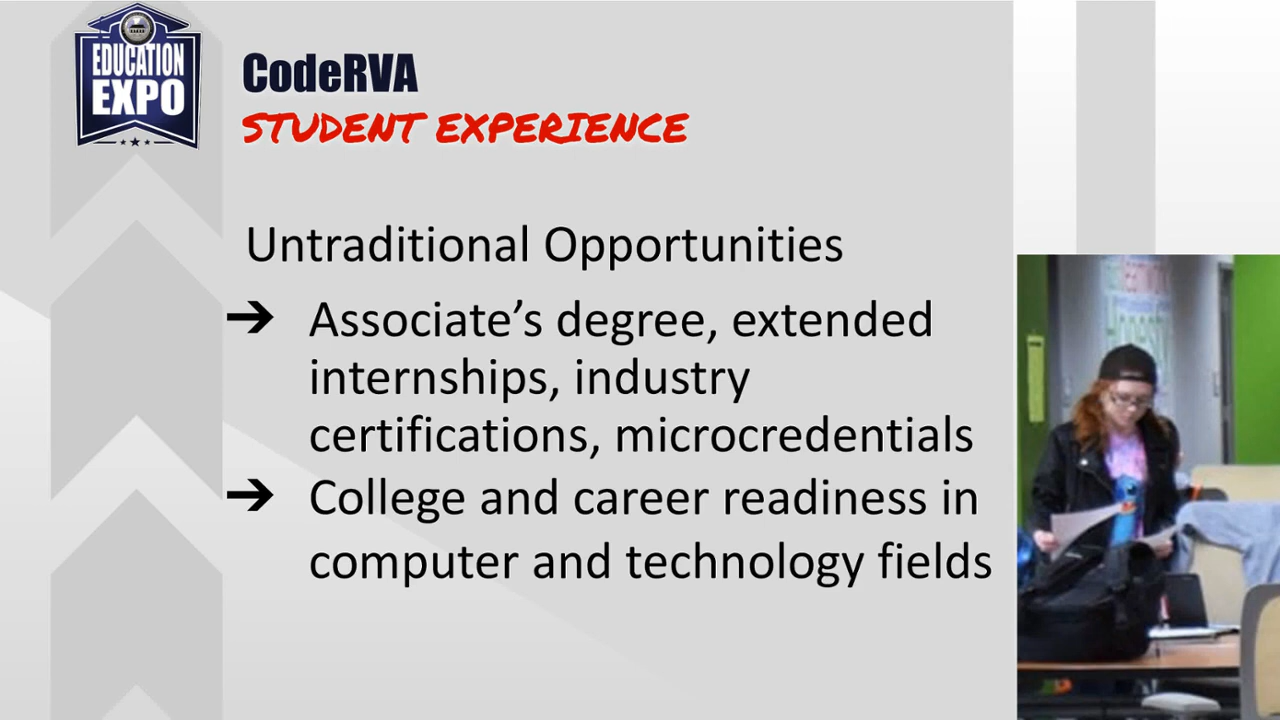 EDUCATION
EXPO
CodeRVA
STUDENT EXPERIENCE
Untraditional Opportunities
➔ Associate’s degree, extended
internships, industry
certifications, microcredentials
➔ College and career readiness in
computer and technology fields